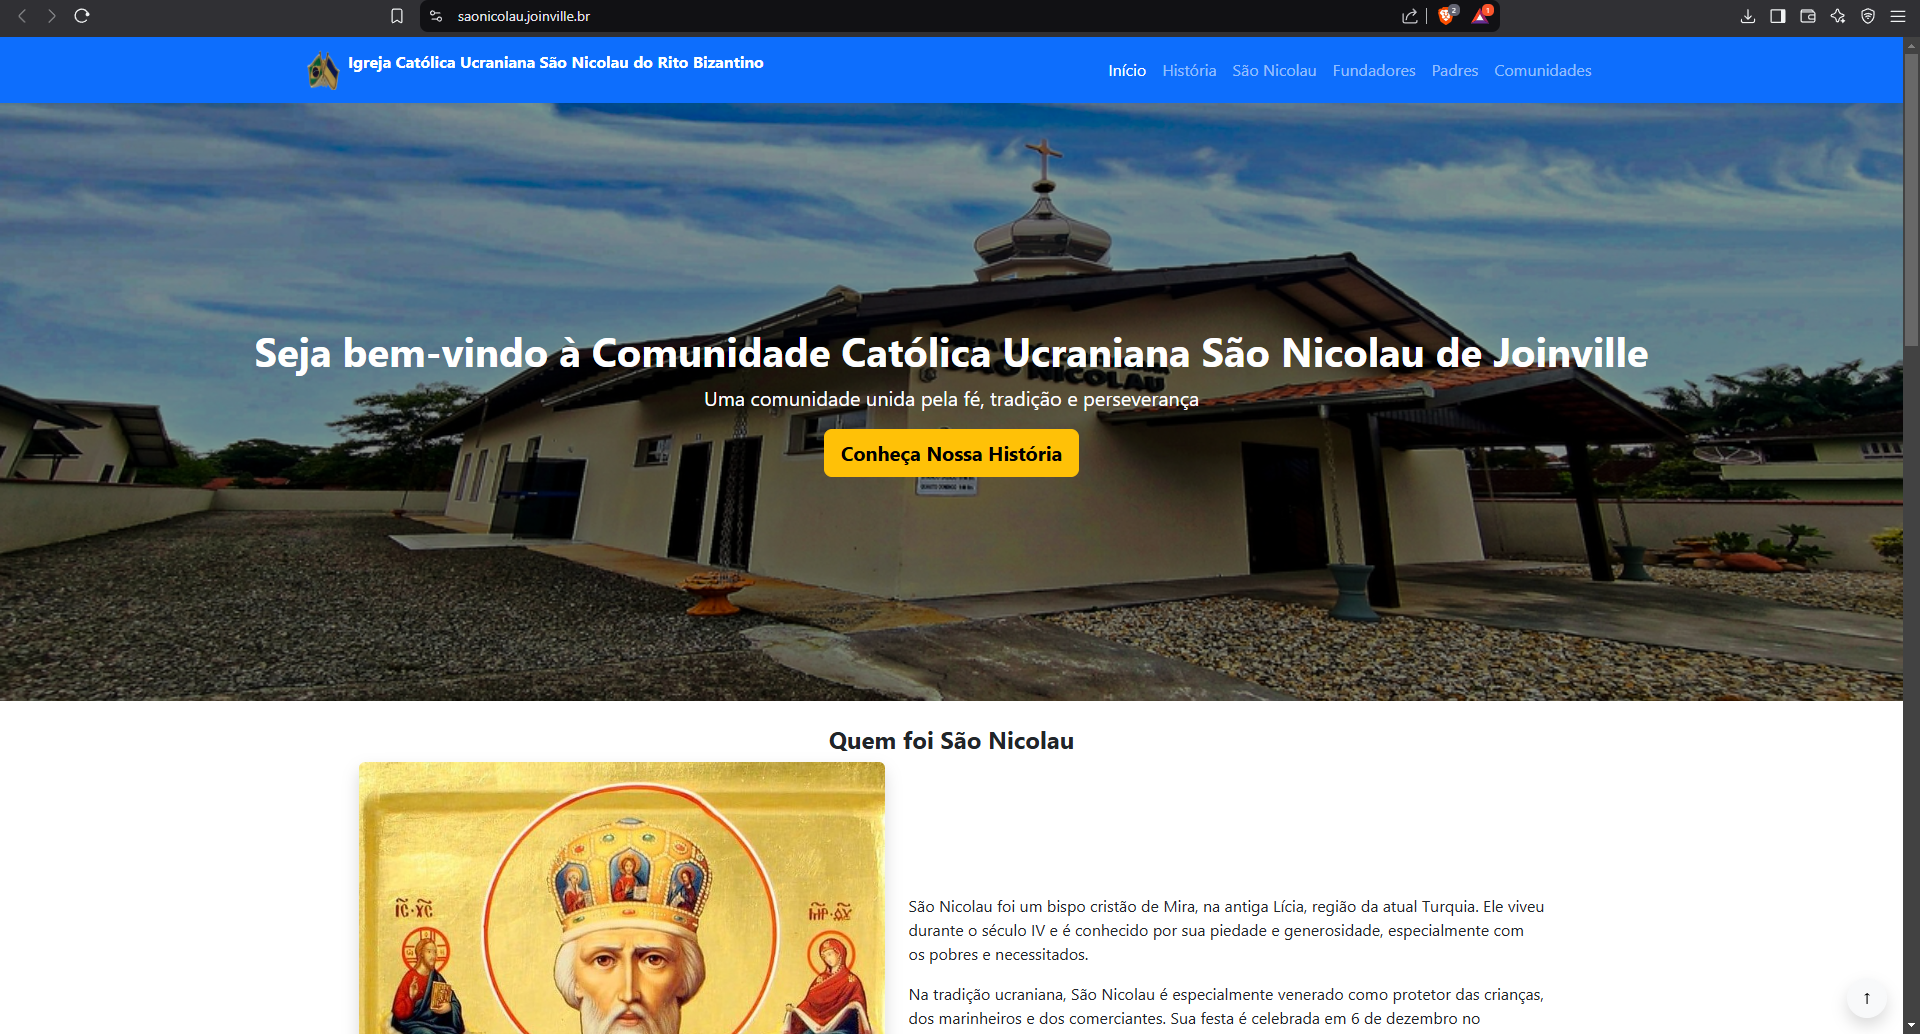 saonicolau.joinville.br
2
1
Igreja Católica Ucraniana São Nicolau do Rito Bizantino
Início História São Nicolau Fundadores Padres Comunidades
Seja bem-vindo à Comunidade Católica Ucraniana São Nicolau de Joinville
NICOLAU
Uma comunidade unida pela fé, tradição e perseverança
Conheça Nossa História
Quem foi São Nicolau
São Nicolau foi um bispo cristão de Mira, na antiga Lícia, região da atual Turquia. Ele viveu
durante o século IV e é conhecido por sua piedade e generosidade, especialmente com
os pobres e necessitados.
Na tradição ucraniana, São Nicolau é especialmente venerado como protetor das crianças,
dos marinheiros e dos comerciantes. Sua festa é celebrada em 6 de dezembro no